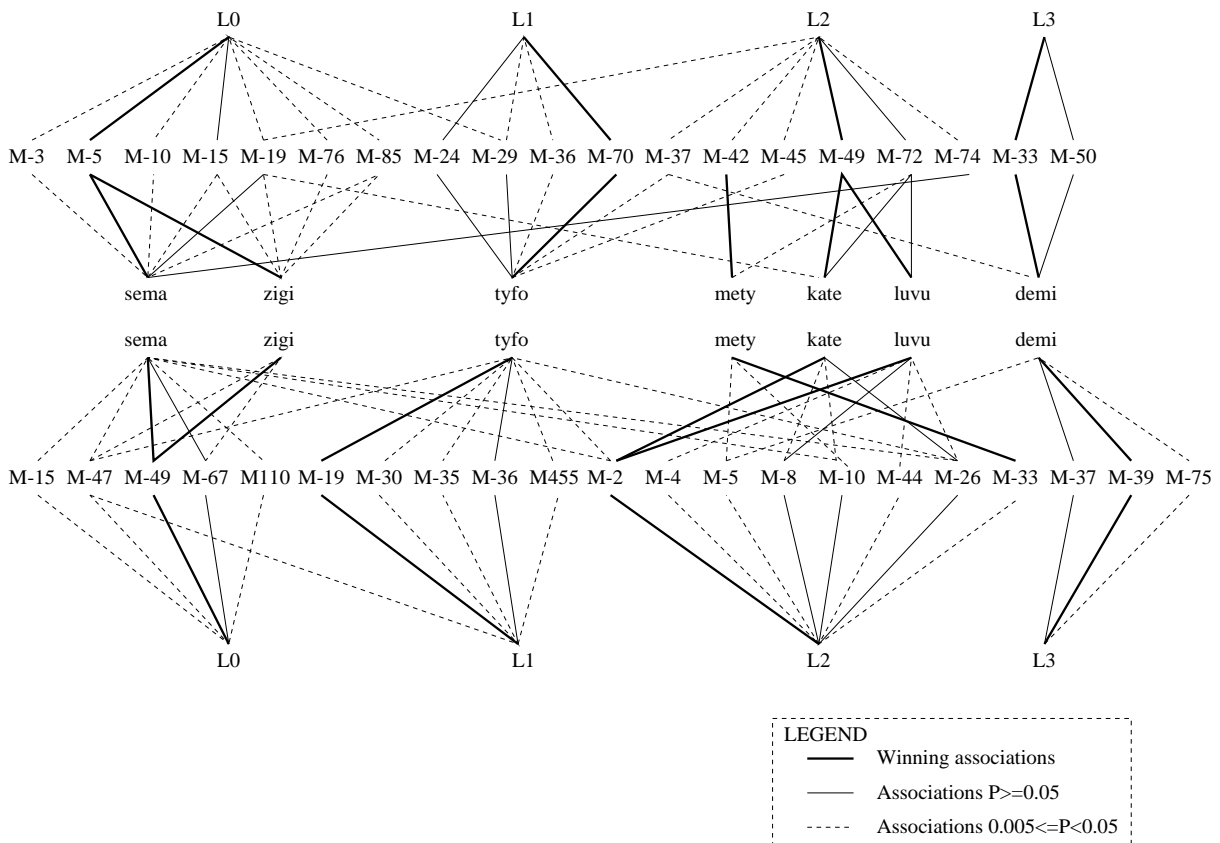 L0 L1 L2 L3
M-3 M-5 M-10 M-15 M-19 M-76 M-85 M-24 M-29 M-36 M-70 M-37 M-42 M-45 M-49 M-72 M-74 M-33 M-50
sema zigi tyfo mety kate luvu demi
sema zigi tyfo mety kate luvu demi
M-15 M-47 M-49 M-67 M110 M-19 M-30 M-35 M-36 M455 M-2 M-4 M-5 M-8 M-10 M-44 M-26 M-33 M-37 M-39 M-75
L0 L1 L2 L3
LEGEND
Winning associations
Associations P>=0.05
Associations 0.005<=P<0.05